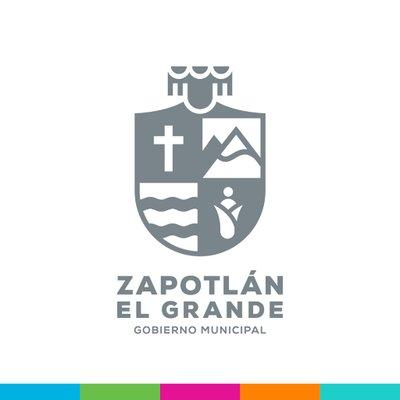 ZAPOTLÁN
EL GRANDE
GOBIERNO MUNICIPAL